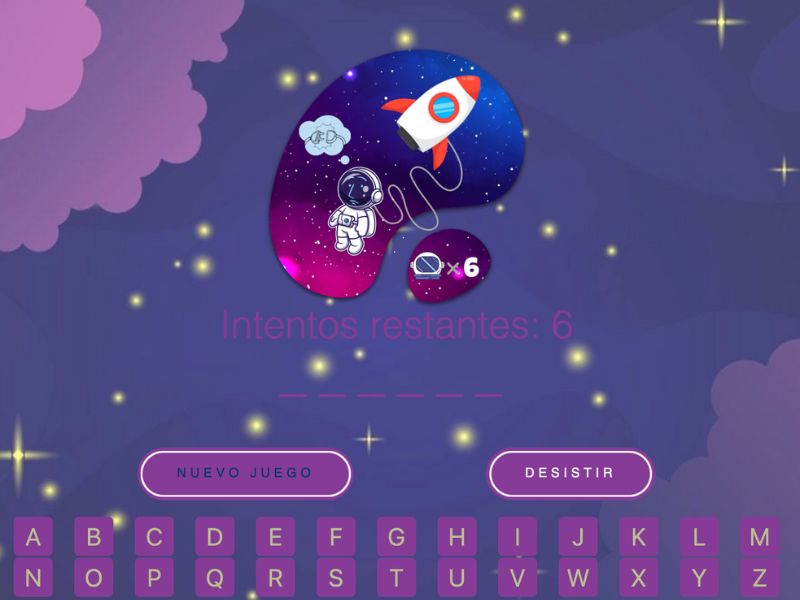 ×6
Intentos restantes: 6
_ _ _ _ _ _
NUEVO JUEGO DESISTIR
A B C D E F G H I J K L M
N O P Q R S T U V W X Y Z